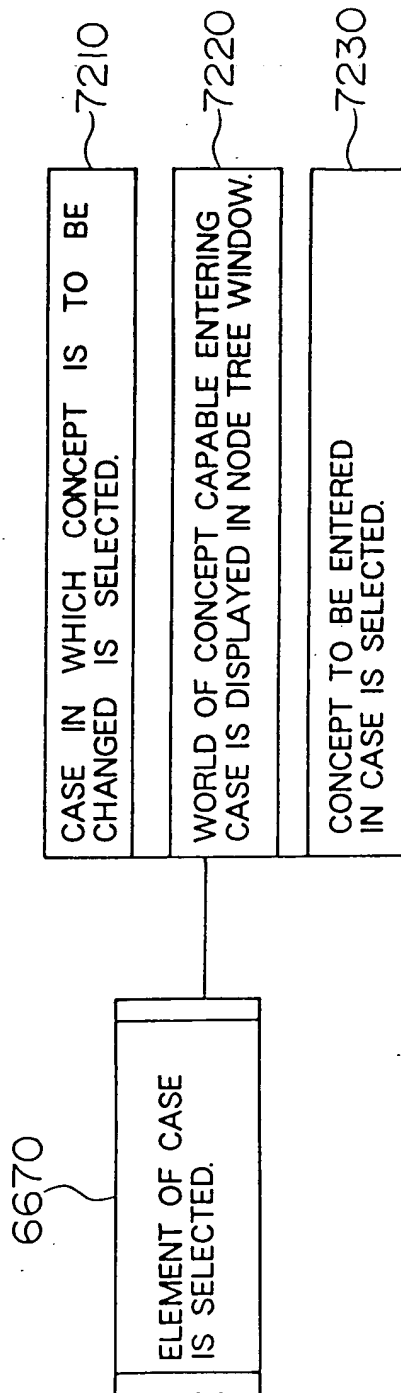 6670
ELEMENT OF CASE
IS SELECTED.
CASE IN WHICH CONCEPT IS TO BE
CHANGED IS SELECTED.
7210
WORLD OF CONCEPT CAPABLE ENTERING
CASE IS DISPLAYED IN NODE TREE WINDOW.
7220
CONCEPT TO BE ENTERED
IN CASE IS SELECTED.
7230